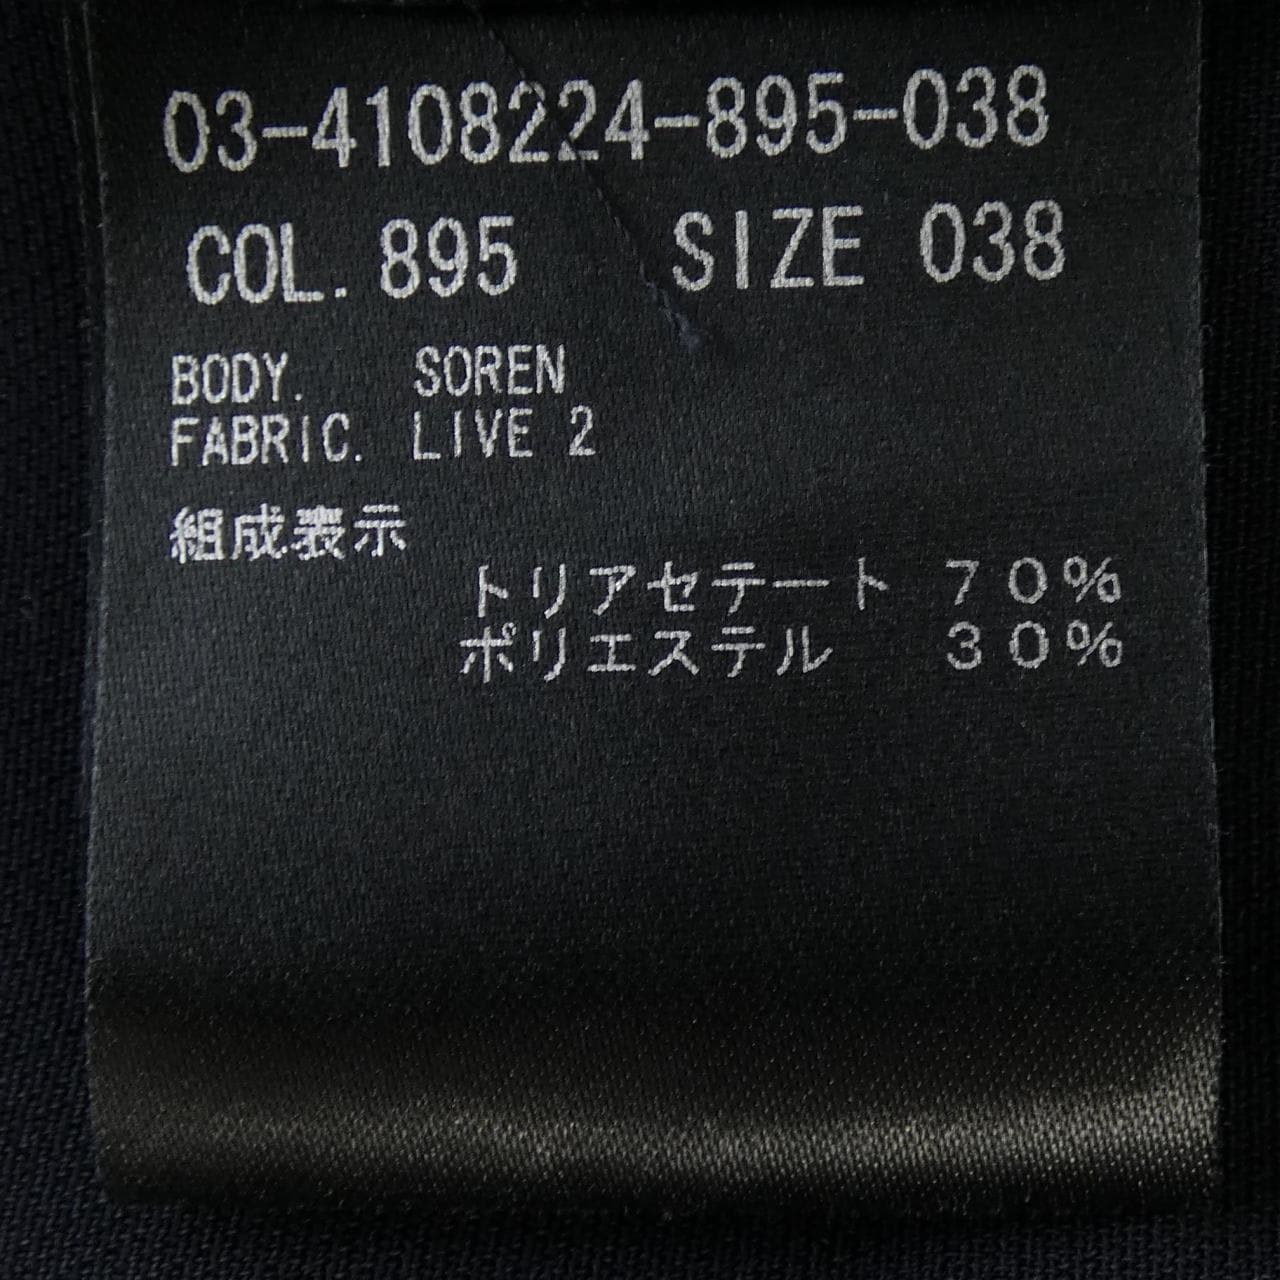 03-4108224-895-038
COL. 895 SIZE 038
BODY. SOREN
FABRIC. LIVE 2
組成表示
トリアセテート 70%
ポリエステル 30%